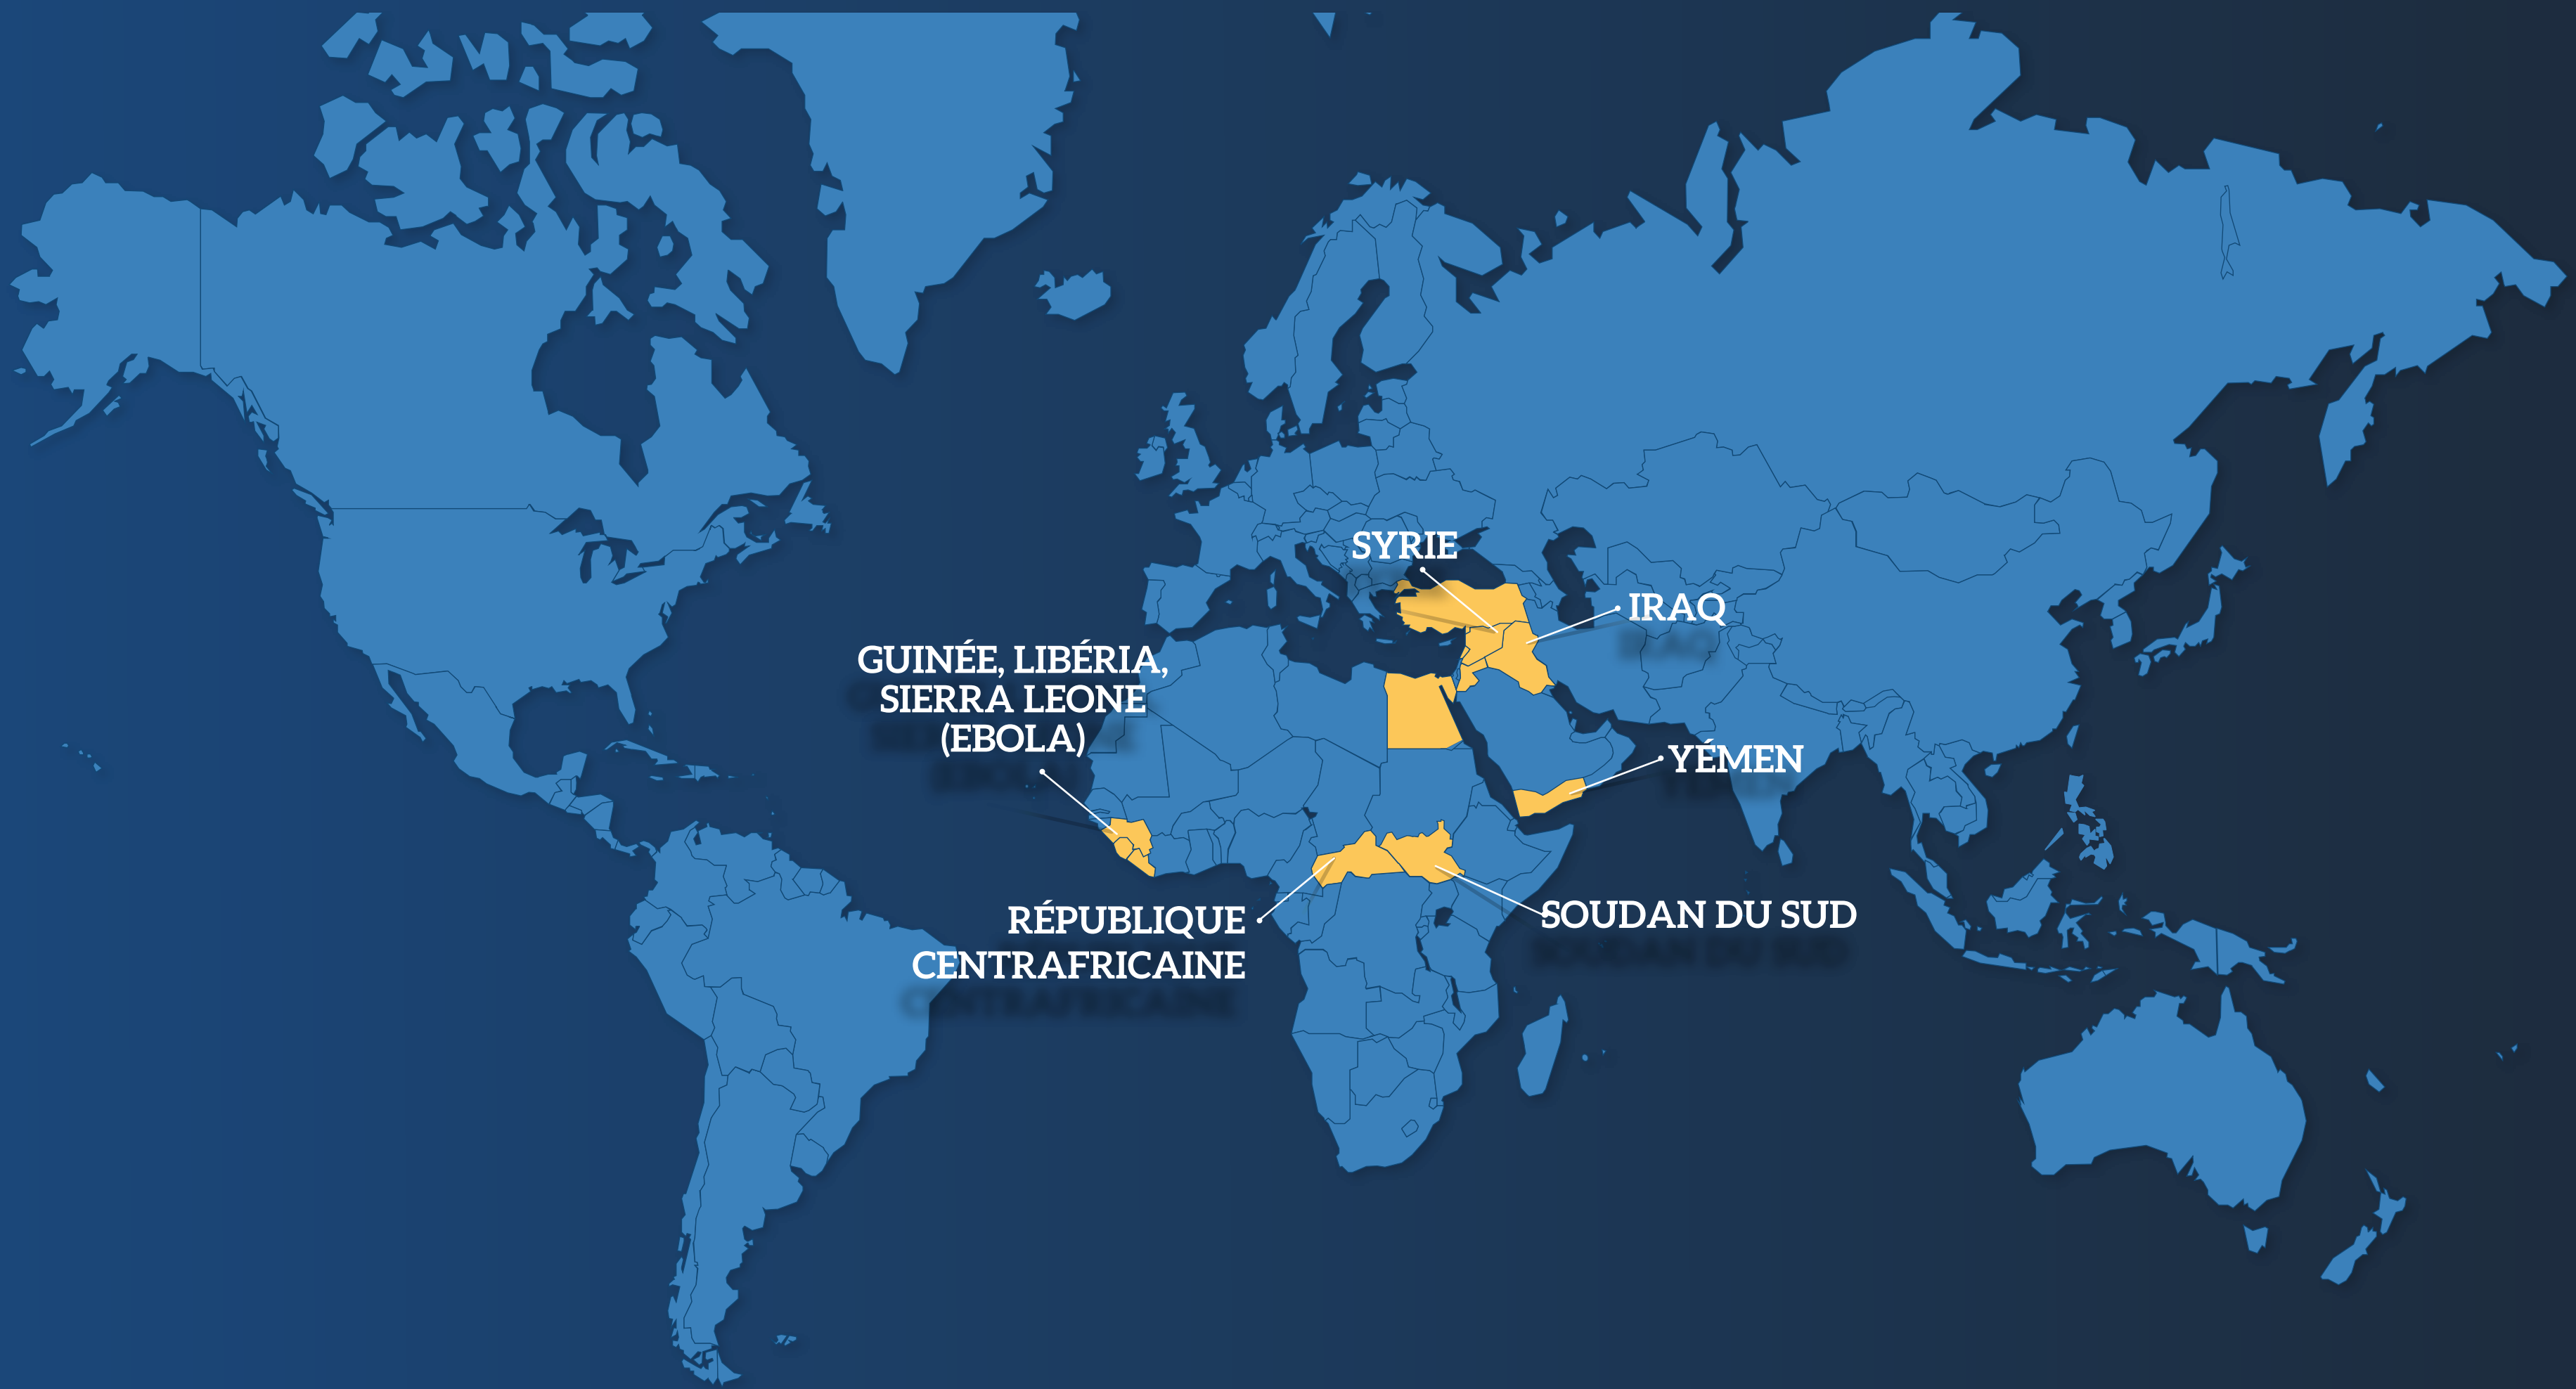 SYRIE
IRAQ
GUINÉE, LIBÉRIA,
SIERRA LEONE
(EBOLA)
YÉMEN
RÉPUBLIQUE
CENTRAFRICAINE
SOUDAN DU SUD